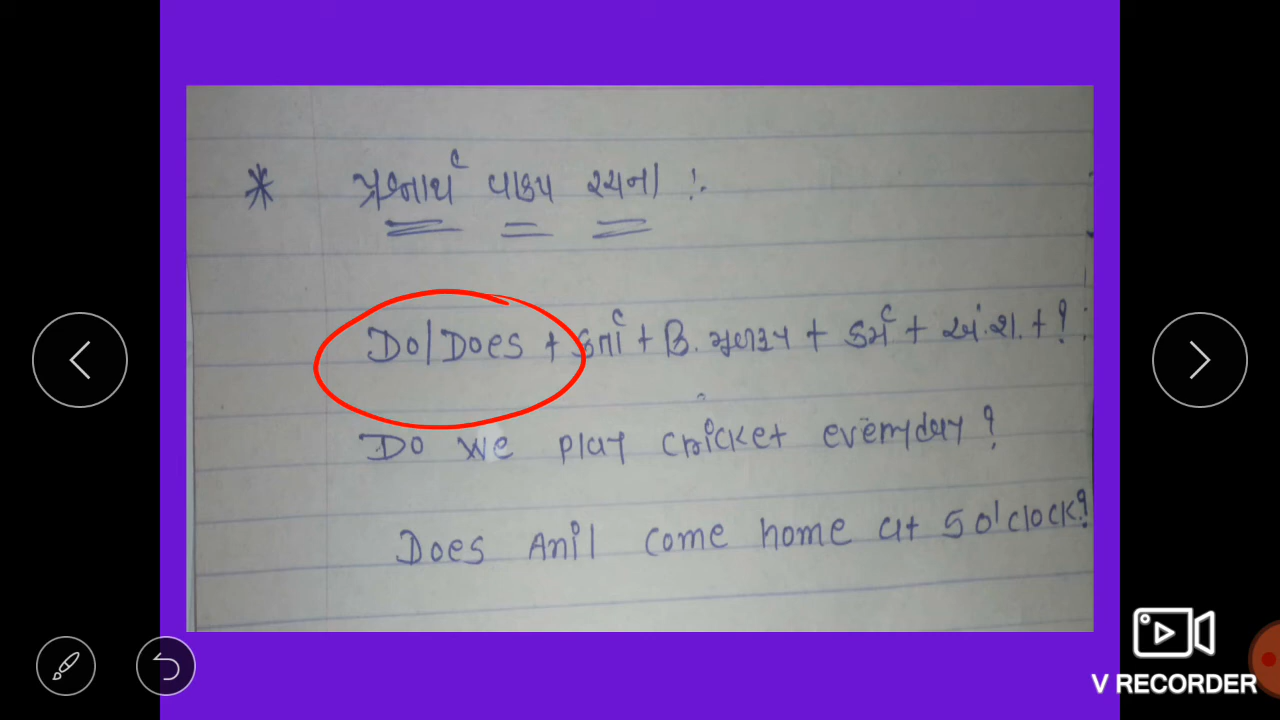 * પ્રશ્નાર્થ વાક્ય રચના :-
Do/Does + કર્તા + ક્રિ. મુળરૂપ + કર્મ + અં.શ. + ?
Do we play cricket everyday?
Does Anil come home at 5 o'clock?
V RECORDER